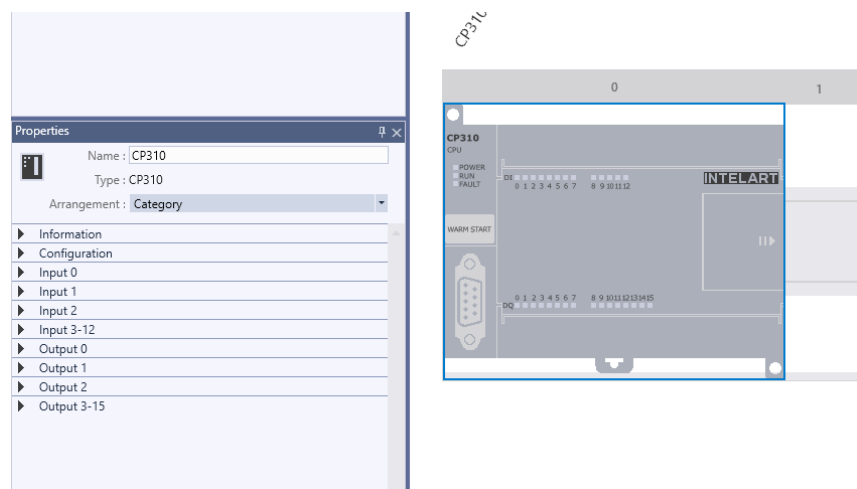 Properties
Name : CP310
Type : CP310
Arrangement : Category
Information
Configuration
Input 0
Input 1
Input 2
Input 3-12
Output 0
Output 1
Output 2
Output 3-15
CP310
0 1
CP310
CPU
POWER
RUN
FAULT
DI
0 1 2 3 4 5 6 7 8 9 10 11 12
INTELART
WARM START
0 1 2 3 4 5 6 7 8 9 10 11 12 13 14 15
DQ